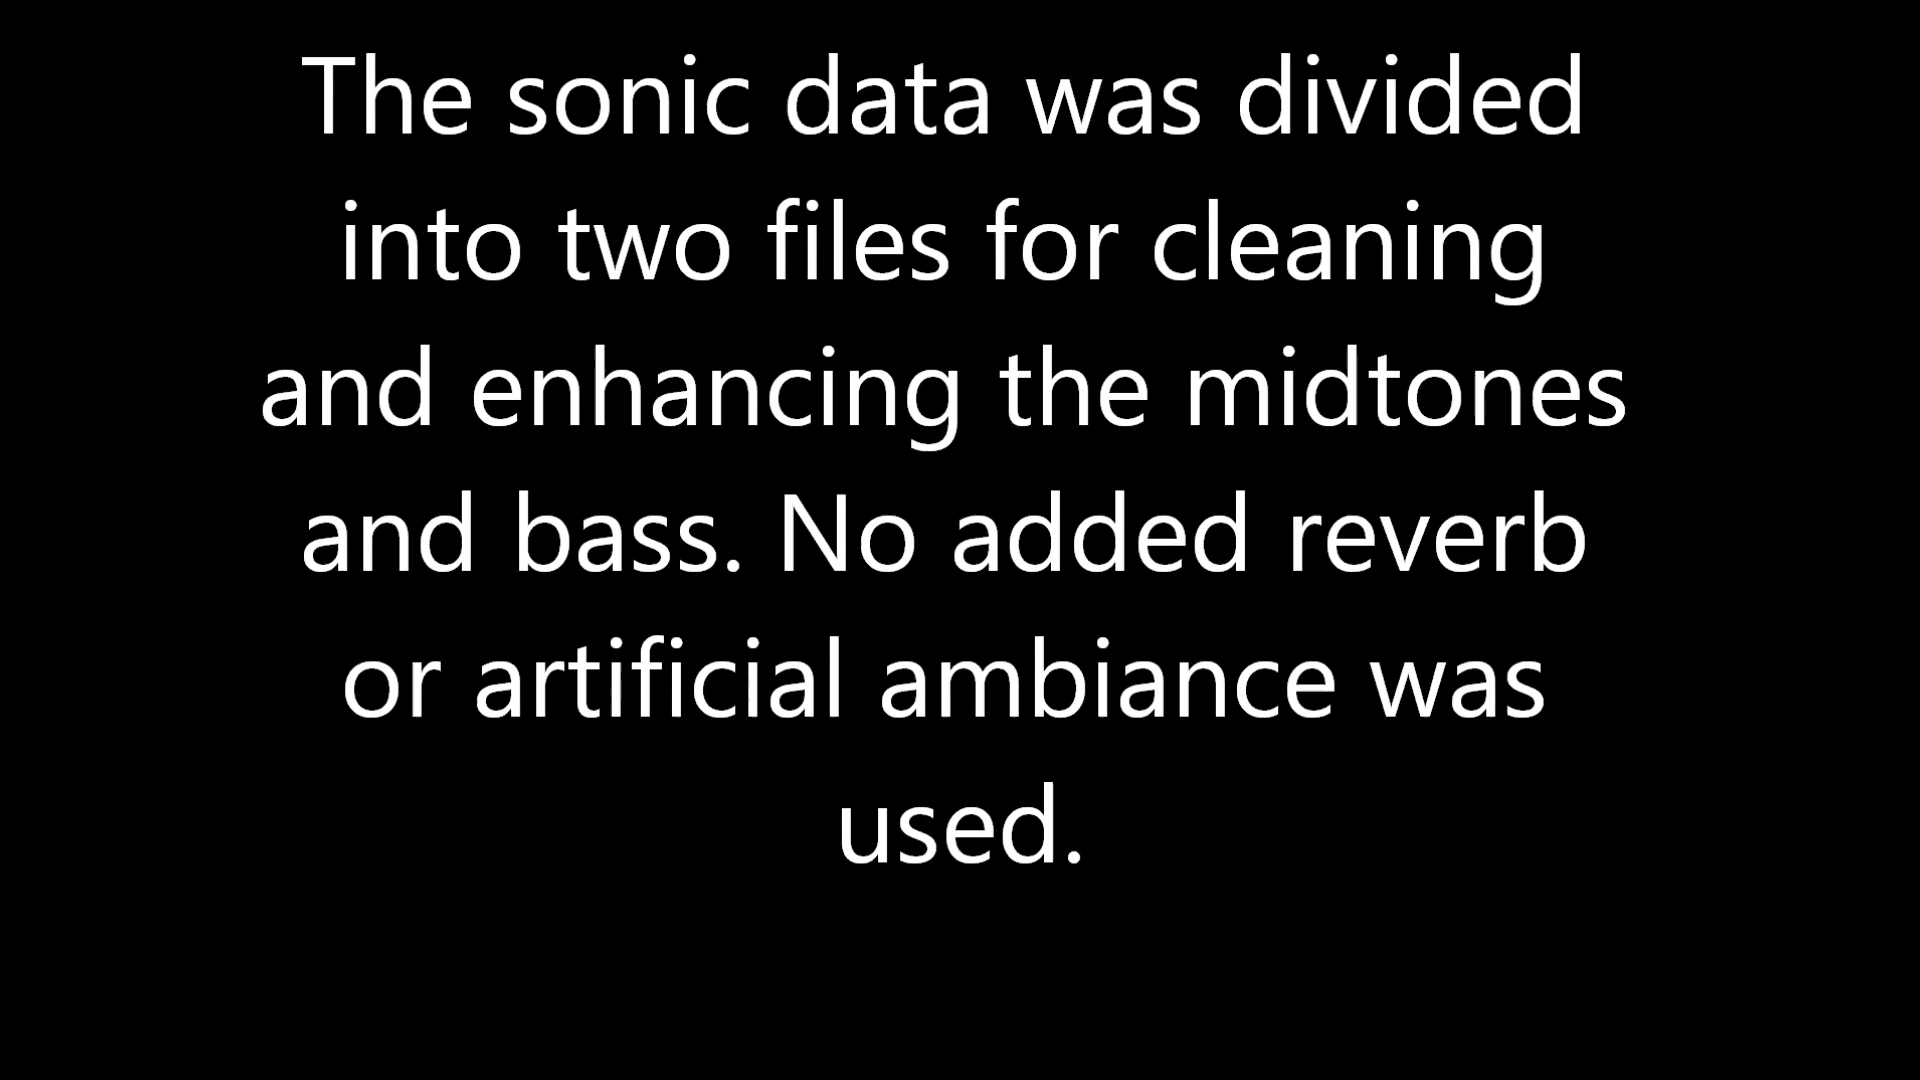 The sonic data was divided
into two files for cleaning
and enhancing the midtones
and bass. No added reverb
or artificial ambiance was
used.